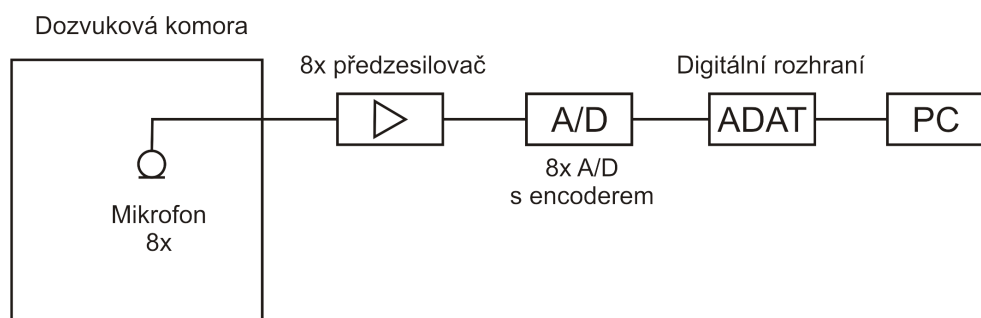 Dozvuková komora
8x předzesilovač
Digitální rozhraní
A/D
ADAT
PC
8x A/D
s encoderem
Mikrofon
8x